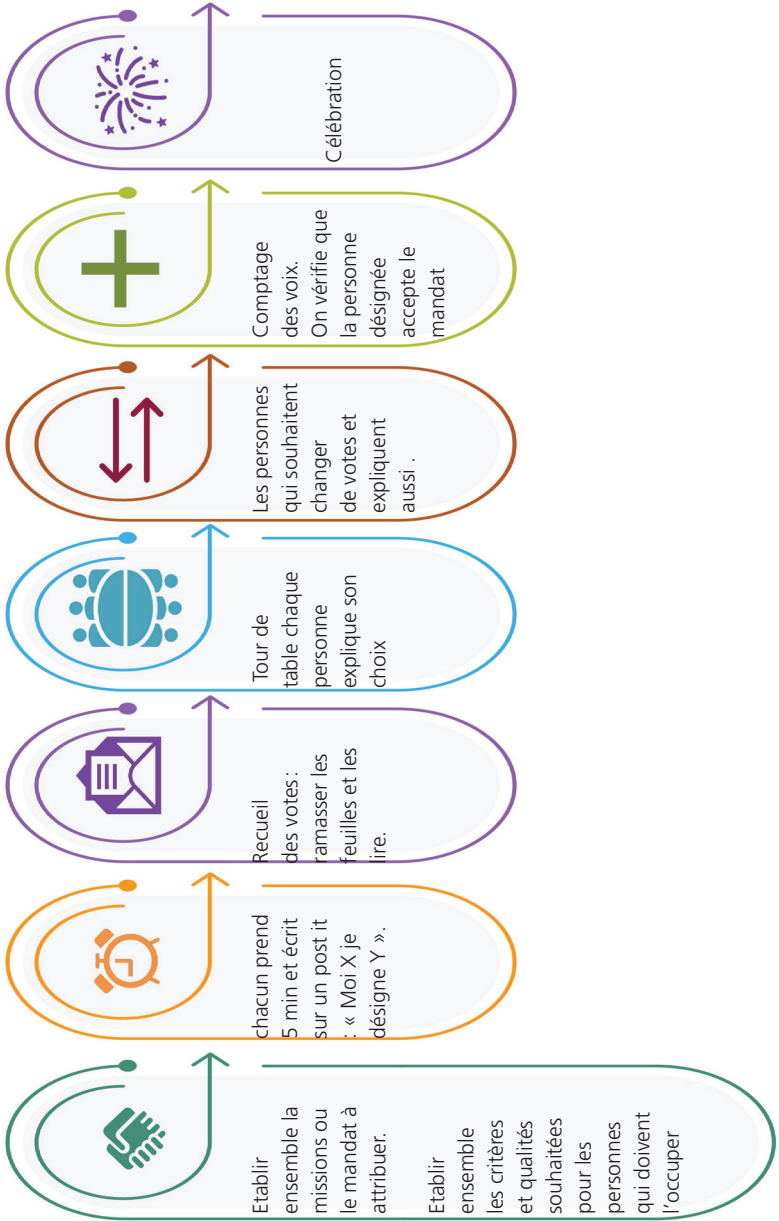 Etablir
ensemble la
missions ou
le mandat à
attribuer.
Etablir
ensemble
les critères
et qualités
souhaitées
pour les
personnes
qui doivent
l'occuper
chacun prend
5 min et écrit
sur un post it
: « Moi X je
désigne Y ».
Recueil
des votes :
ramasser les
feuilles et les
lire.
Tour de
table chaque
personne
explique son
choix
Les personnes
qui souhaitent
changer
de votes et
expliquent
aussi .
Comptage
des voix.
On vérifie que
la personne
désignée
accepte le
mandat
Célébration